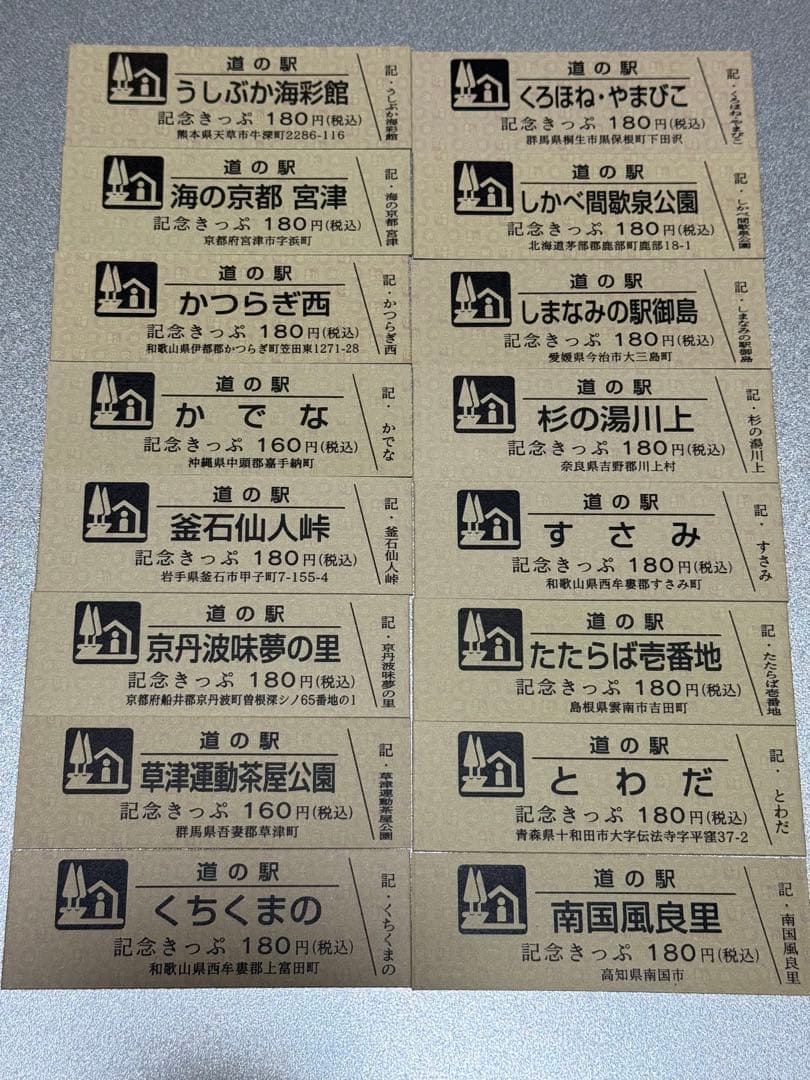 道の駅
うしぶか海彩館
記念きっぷ 180円(税込)
熊本県天草市牛深町2286-116
記・うしぶか海彩館
道の駅
海の京都 宮津
記念きっぷ 180円(税込)
京都府宮津市字浜町
記・海の京都 宮津
道の駅
かつらぎ西
記念きっぷ 180円(税込)
和歌山県伊都郡かつらぎ町笠田東1271-28
記・かつらぎ西
道の駅
かでな
記念きっぷ 160円(税込)
沖縄県中頭郡嘉手納町
記・かでな
道の駅
釜石仙人峠
記念きっぷ 180円(税込)
岩手県釜石市甲子町7-155-4
記・釜石仙人峠
道の駅
京丹波味夢の里
記念きっぷ 180円(税込)
京都府船井郡京丹波町曽根深シノ65番地の1
記・京丹波味夢の里
道の駅
草津運動茶屋公園
記念きっぷ 160円(税込)
群馬県吾妻郡草津町
記・草津運動茶屋公園
道の駅
くちくまの
記念きっぷ 180円(税込)
和歌山県西牟婁郡上富田町
記・くちくまの
道の駅
くろほね・やまびこ
記念きっぷ 180円(税込)
群馬県桐生市黒保根町下田沢
記・くろほね・やまびこ
道の駅
しかべ間歇泉公園
記念きっぷ 180円(税込)
北海道茅部郡鹿部町鹿部18-1
記・しかべ間歇泉公園
道の駅
しまなみの駅御島
記念きっぷ 180円(税込)
愛媛県今治市大三島町
記・しまなみの駅御島
道の駅
杉の湯川上
記念きっぷ 180円(税込)
奈良県吉野郡川上村
記・杉の湯川上
道の駅
すさみ
記念きっぷ 180円(税込)
和歌山県西牟婁郡すさみ町
記・すさみ
道の駅
たたらば壱番地
記念きっぷ 180円(税込)
島根県雲南市吉田町
記・たたらば壱番地
道の駅
とわだ
記念きっぷ 180円(税込)
青森県十和田市大字伝法寺字平窪37-2
記・とわだ
道の駅
南国風良里
記念きっぷ 180円(税込)
高知県南国市
記・南国風良里